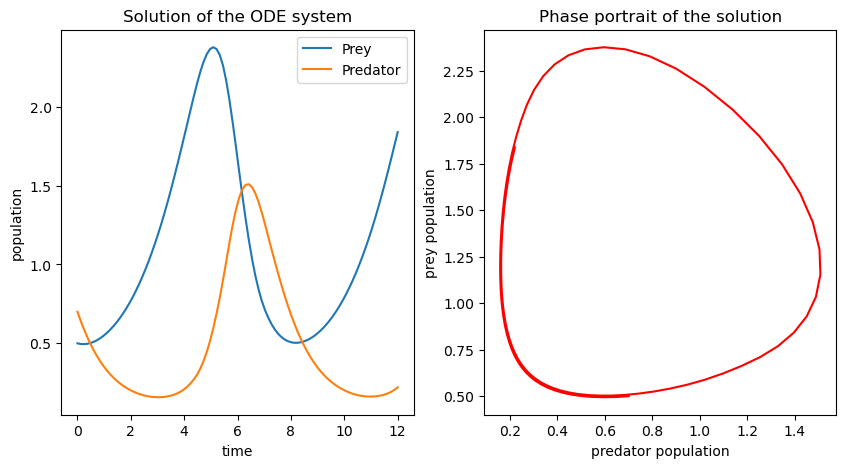 Solution of the ODE system
Prey
Predator
population
2.0
1.5
1.0
0.5
0 2 4 6 8 10 12
time
Phase portrait of the solution
prey population
2.25
2.00
1.75
1.50
1.25
1.00
0.75
0.50
0.2 0.4 0.6 0.8 1.0 1.2 1.4
predator population